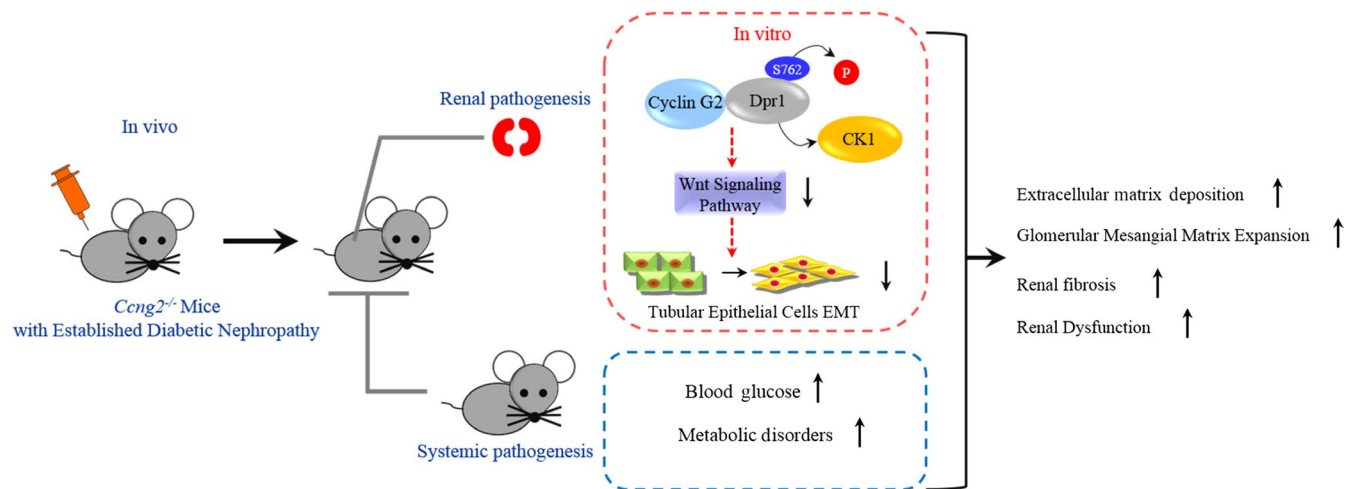 In vivo
Ccng2-/- Mice
with Established Diabetic Nephropathy
Renal pathogenesis
Systemic pathogenesis
In vitro
S762
P
Cyclin G2
Dpr1
CK1
Wnt Signaling
Pathway
Tubular Epithelial Cells EMT
Blood glucose
Metabolic disorders
Extracellular matrix deposition
Glomerular Mesangial Matrix Expansion
Renal fibrosis
Renal Dysfunction